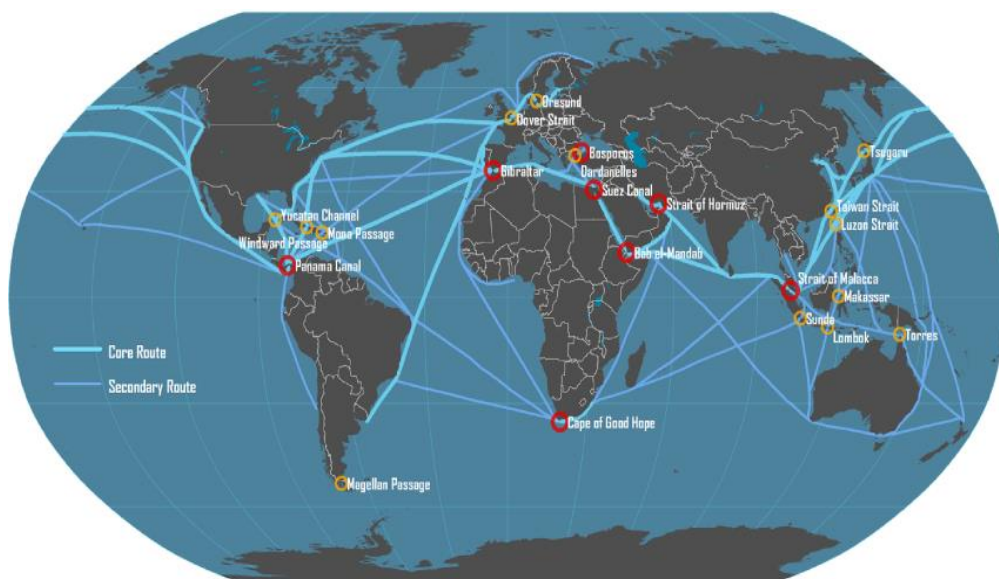 Oresund
Dover Strait
Tsugaru
Bosporus
Gibraltar
Dardanelles
Suez Canal
Strait of Hormuz
Taiwan Strait
Luzon Strait
Yucatan Channel
Windward Passage
Mona Passage
Bab el-Mandab
Panama Canal
Strait of Malacca
Makassar
Sunda
Lombok
Torres
Core Route
Secondary Route
Cape of Good Hope
Magellan Passage